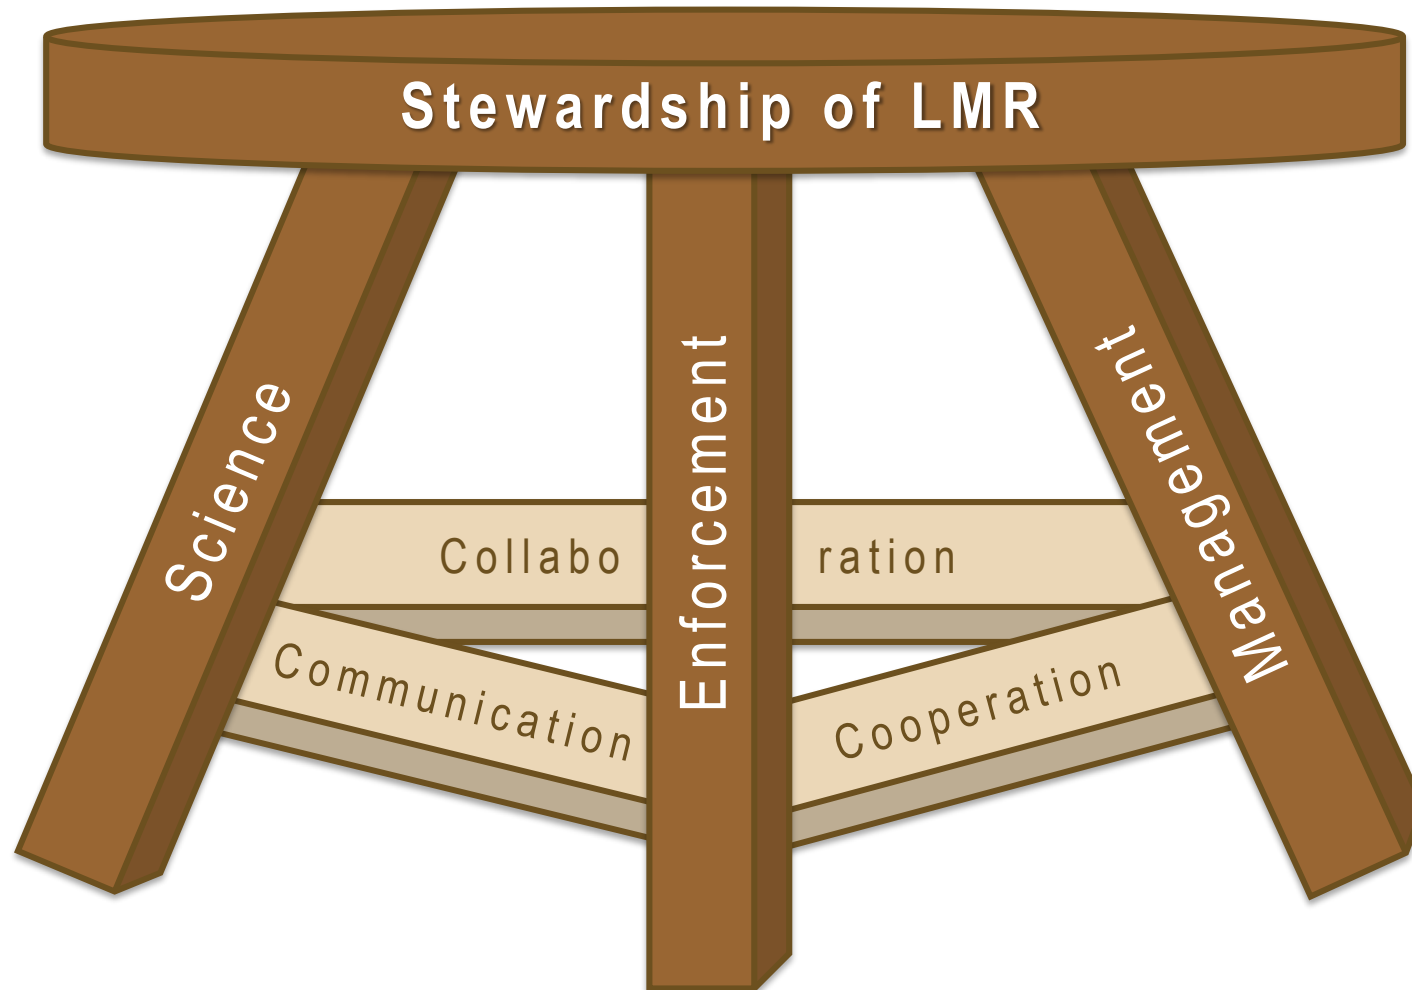 Stewardship of LMR
Science
Enforcement
Management
Collabo ration
Communication
Cooperation